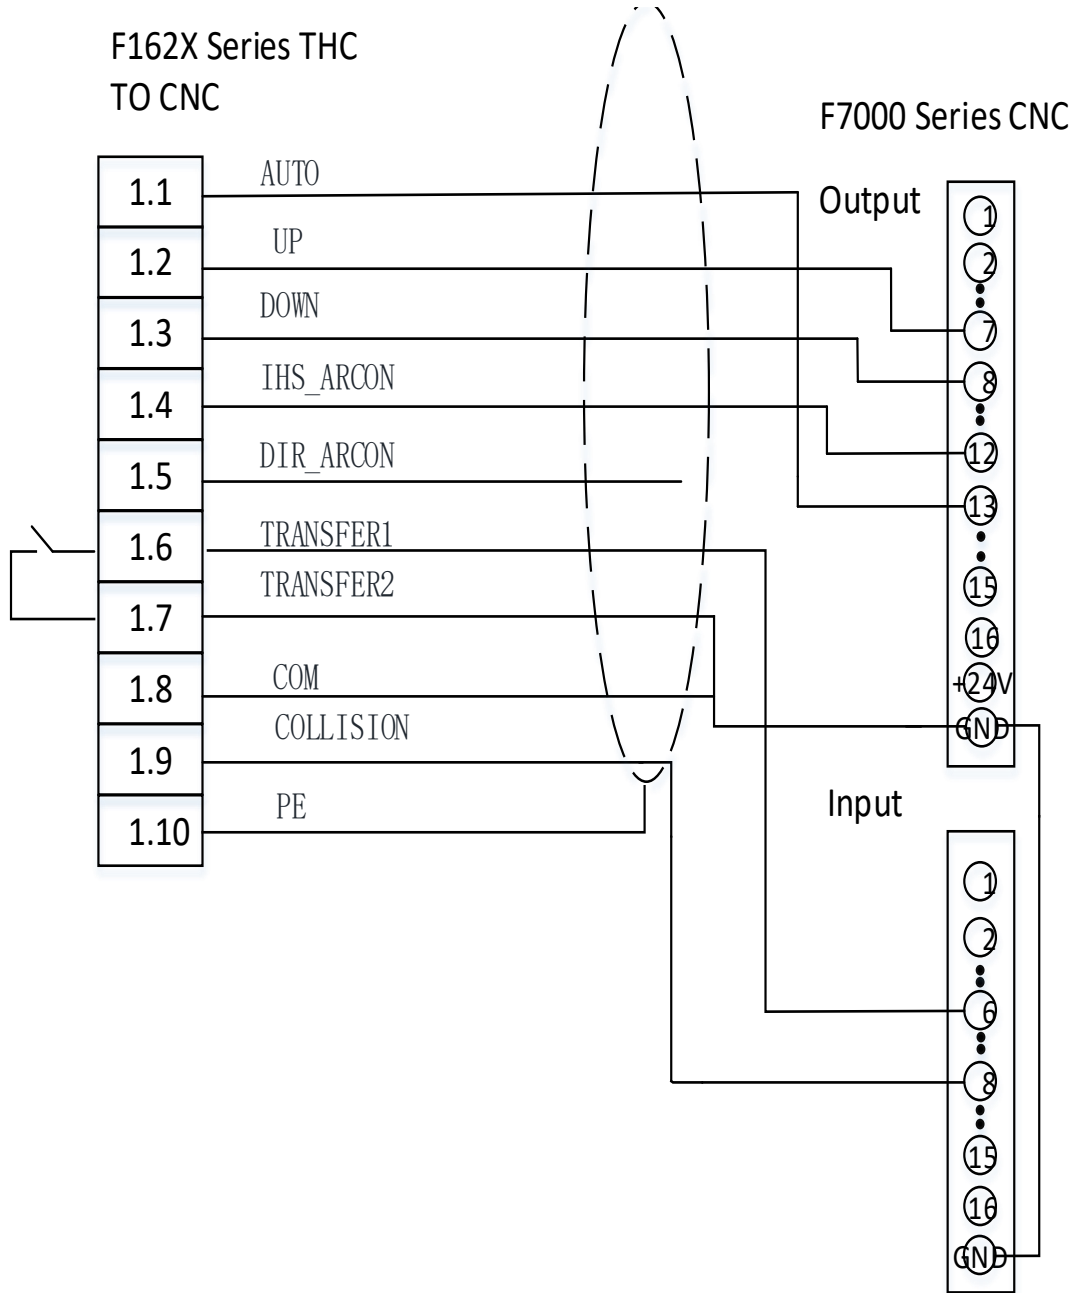 F162X Series THC
TO CNC
F7000 Series CNC
1.1
AUTO
1.2
UP
1.3
DOWN
1.4
IHS_ARCON
1.5
DIR_ARCON
1.6
TRANSFER1
1.7
TRANSFER2
1.8
COM
1.9
COLLISION
1.10
PE
Output
1
2
7
8
12
13
15
16
+24V
GND
Input
1
2
6
8
15
16
GND